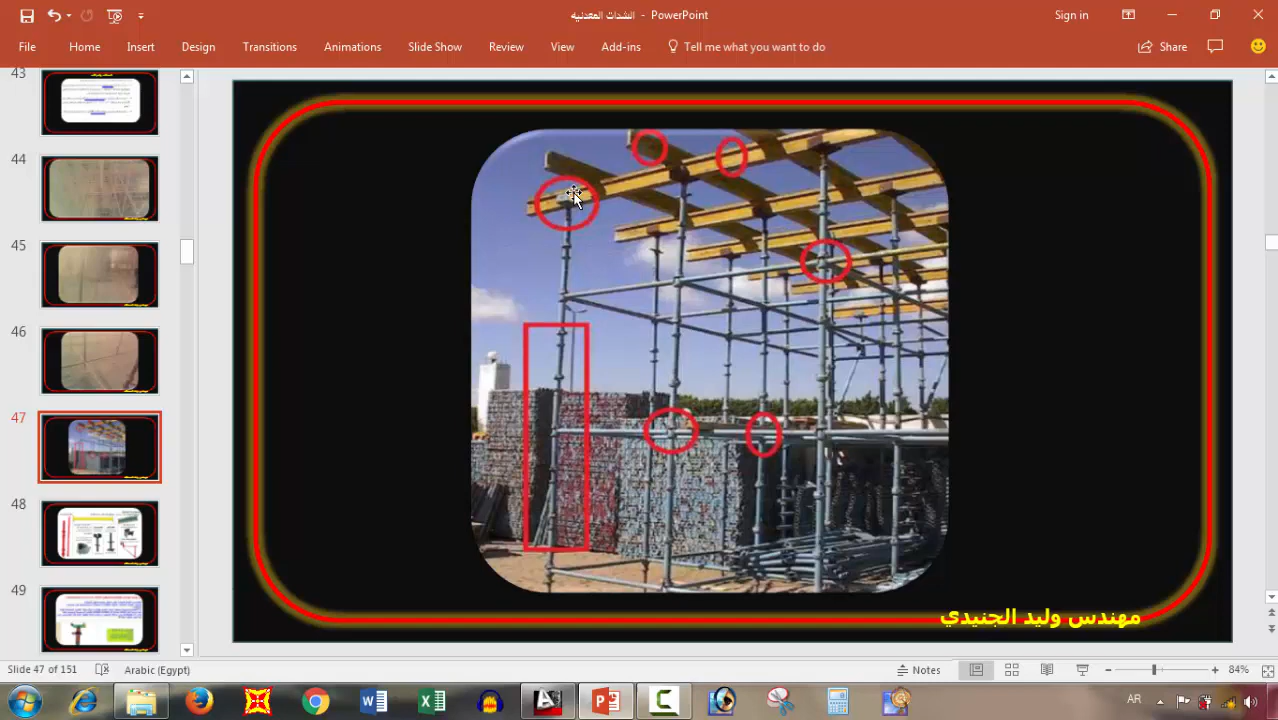 الشدات المعدنيه - PowerPoint
Sign in
File Home Insert Design Transitions Animations Slide Show Review View Add-ins Tell me what you want to do Share
43
44
45
46
47
48
49
مهندس وليد الجنيدي
Slide 47 of 151 Arabic (Egypt) Notes 84%
AR